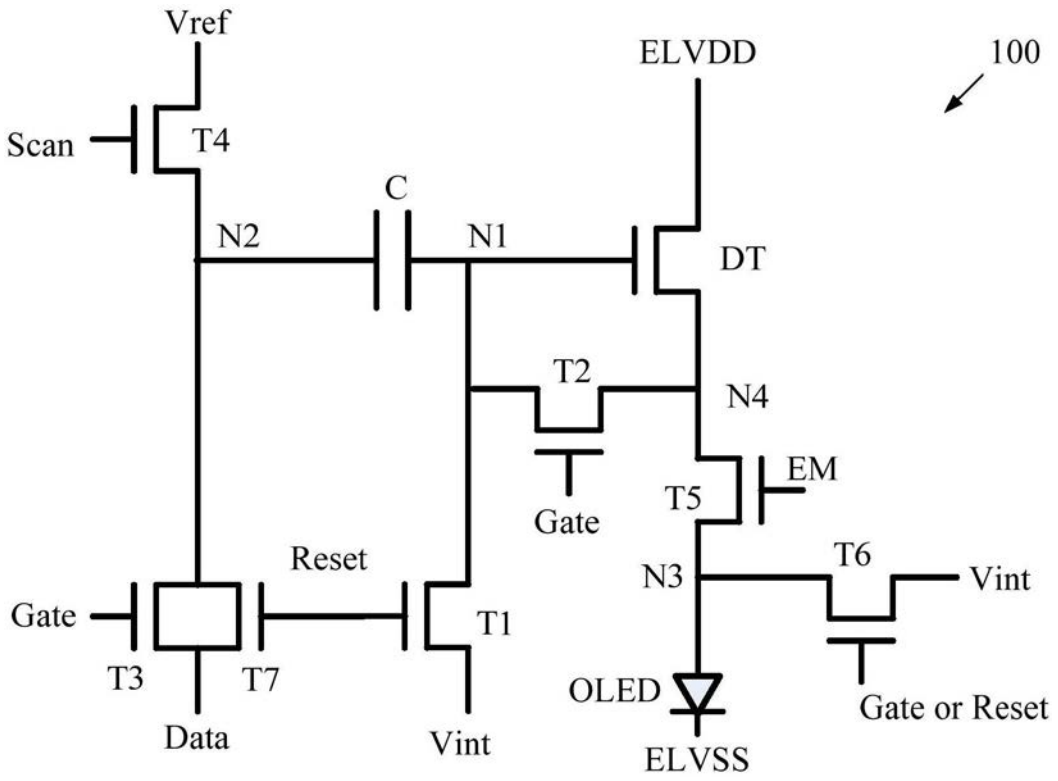 Vref
ELVDD
100
Scan
T4
C
N2
N1
DT
T2
N4
EM
T5
Gate
Reset
N3
T6
Vint
Gate
T1
T3
T7
OLED
Gate or Reset
Data
Vint
ELVSS